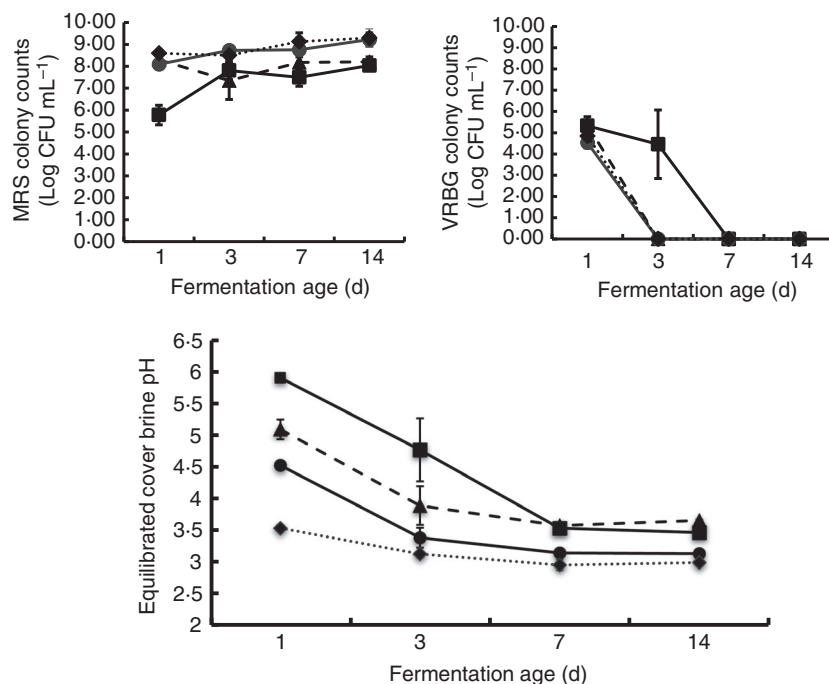 MRS colony counts
(Log CFU mL⁻¹)
10·00
9·00
8·00
7·00
6·00
5·00
4·00
3·00
2·00
1·00
0·00
1 3 7 14
Fermentation age (d)
VRBG colony counts
(Log CFU mL⁻¹)
10·00
9·00
8·00
7·00
6·00
5·00
4·00
3·00
2·00
1·00
0·00
1 3 7 14
Fermentation age (d)
Equilibrated cover brine pH
6·5
6
5·5
5
4·5
4
3·5
3
2·5
2
1 3 7 14
Fermentation age (d)